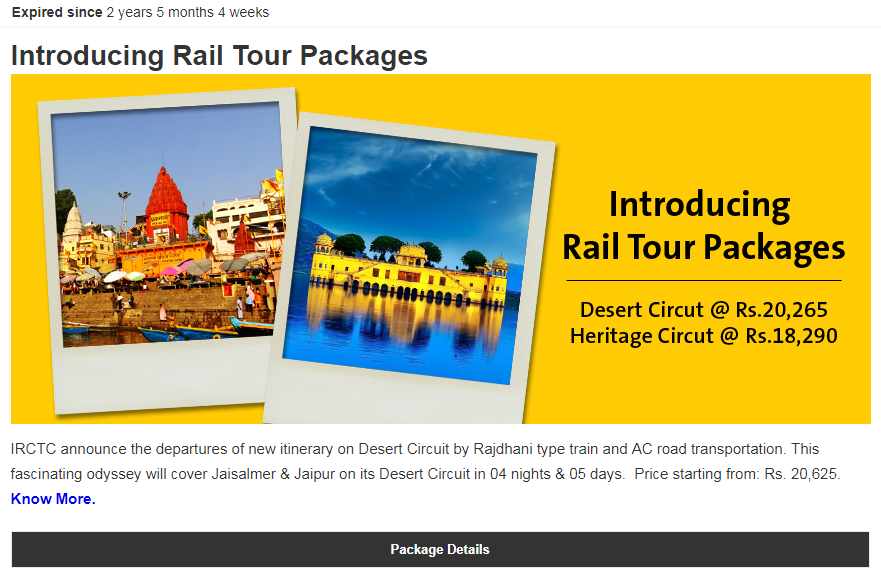 Expired since 2 years 5 months 4 weeks
Introducing Rail Tour Packages
Introducing
Rail Tour Packages
Desert Circut @ Rs.20,265
Heritage Circut @ Rs.18,290
IRCTC announce the departures of new itinerary on Desert Circuit by Rajdhani type train and AC road transportation. This
fascinating odyssey will cover Jaisalmer & Jaipur on its Desert Circuit in 04 nights & 05 days.  Price starting from: Rs. 20,625.
Know More.
Package Details